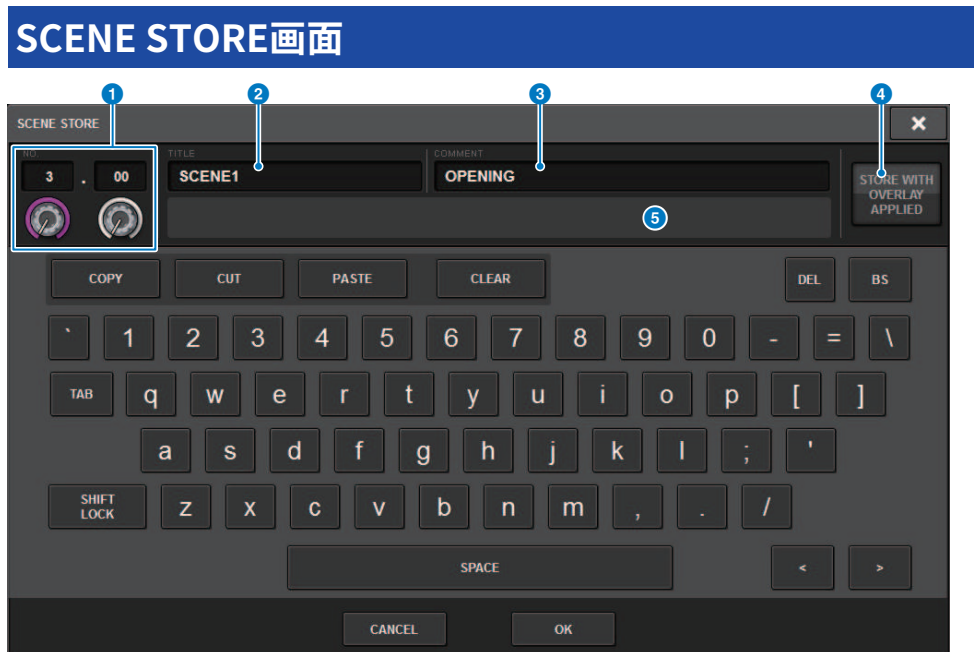 SCENE STORE画面
1 2 3 4
SCENE STORE ×
NO. TITLE COMMENT
3 . 00 SCENE1 OPENING
STORE WITH
OVERLAY
APPLIED
5
COPY CUT PASTE CLEAR DEL BS
` 1 2 3 4 5 6 7 8 9 0 - = \
TAB q w e r t y u i o p [ ]
a s d f g h j k l ; '
SHIFT
LOCK
z x c v b n m , . /
SPACE < >
CANCEL OK